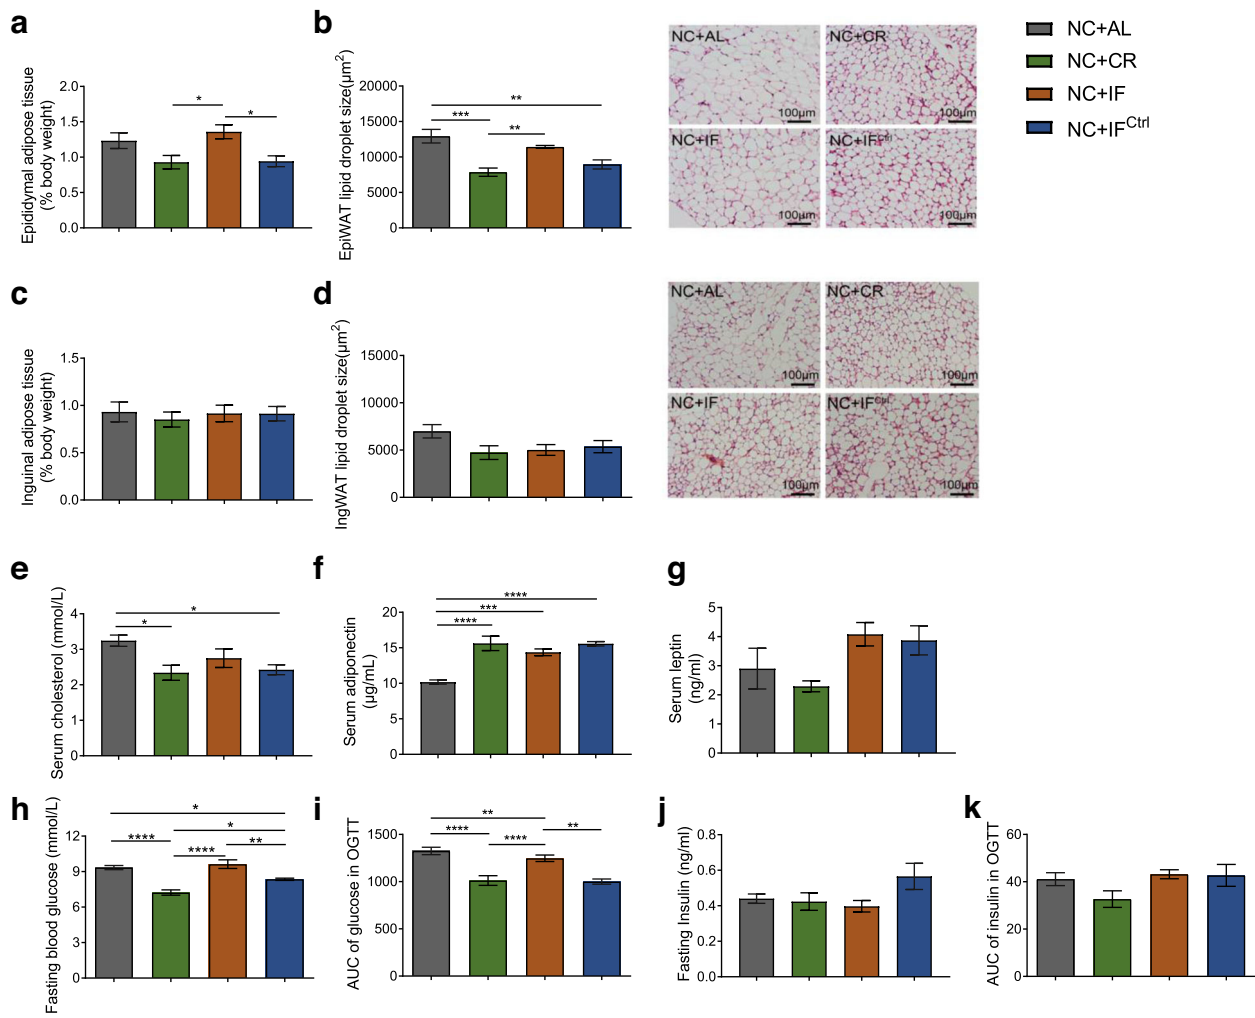 a
Epididymal adipose tissue
(% body weight)
2.0
1.5
1.0
0.5
0.0
*
*
b
EpiWAT lipid droplet size(μm²)
20000
15000
10000
5000
0
**
***
**
NC+AL
100μm
NC+CR
100μm
NC+IF
100μm
NC+IFCtrl
100μm
NC+AL
NC+CR
NC+IF
NC+IFCtrl
c
Inguinal adipose tissue
(% body weight)
1.5
1.0
0.5
0.0
d
IngWAT lipid droplet size(μm²)
15000
10000
5000
0
NC+AL
100μm
NC+CR
100μm
NC+IF
100μm
NC+IFCtrl
100μm
e
Serum cholesterol (mmol/L)
4
3
2
1
0
*
*
f
Serum adiponectin
(μg/mL)
20
15
10
5
0
****
***
****
g
Serum leptin
(ng/ml)
5
4
3
2
1
0
h
Fasting blood glucose (mmol/L)
12
9
6
3
0
*
*
****
**
****
i
AUC of glucose in OGTT
1500
1000
500
0
**
****
**
****
j
Fasting Insulin (ng/ml)
0.8
0.6
0.4
0.2
0.0
k
AUC of insulin in OGTT
60
40
20
0